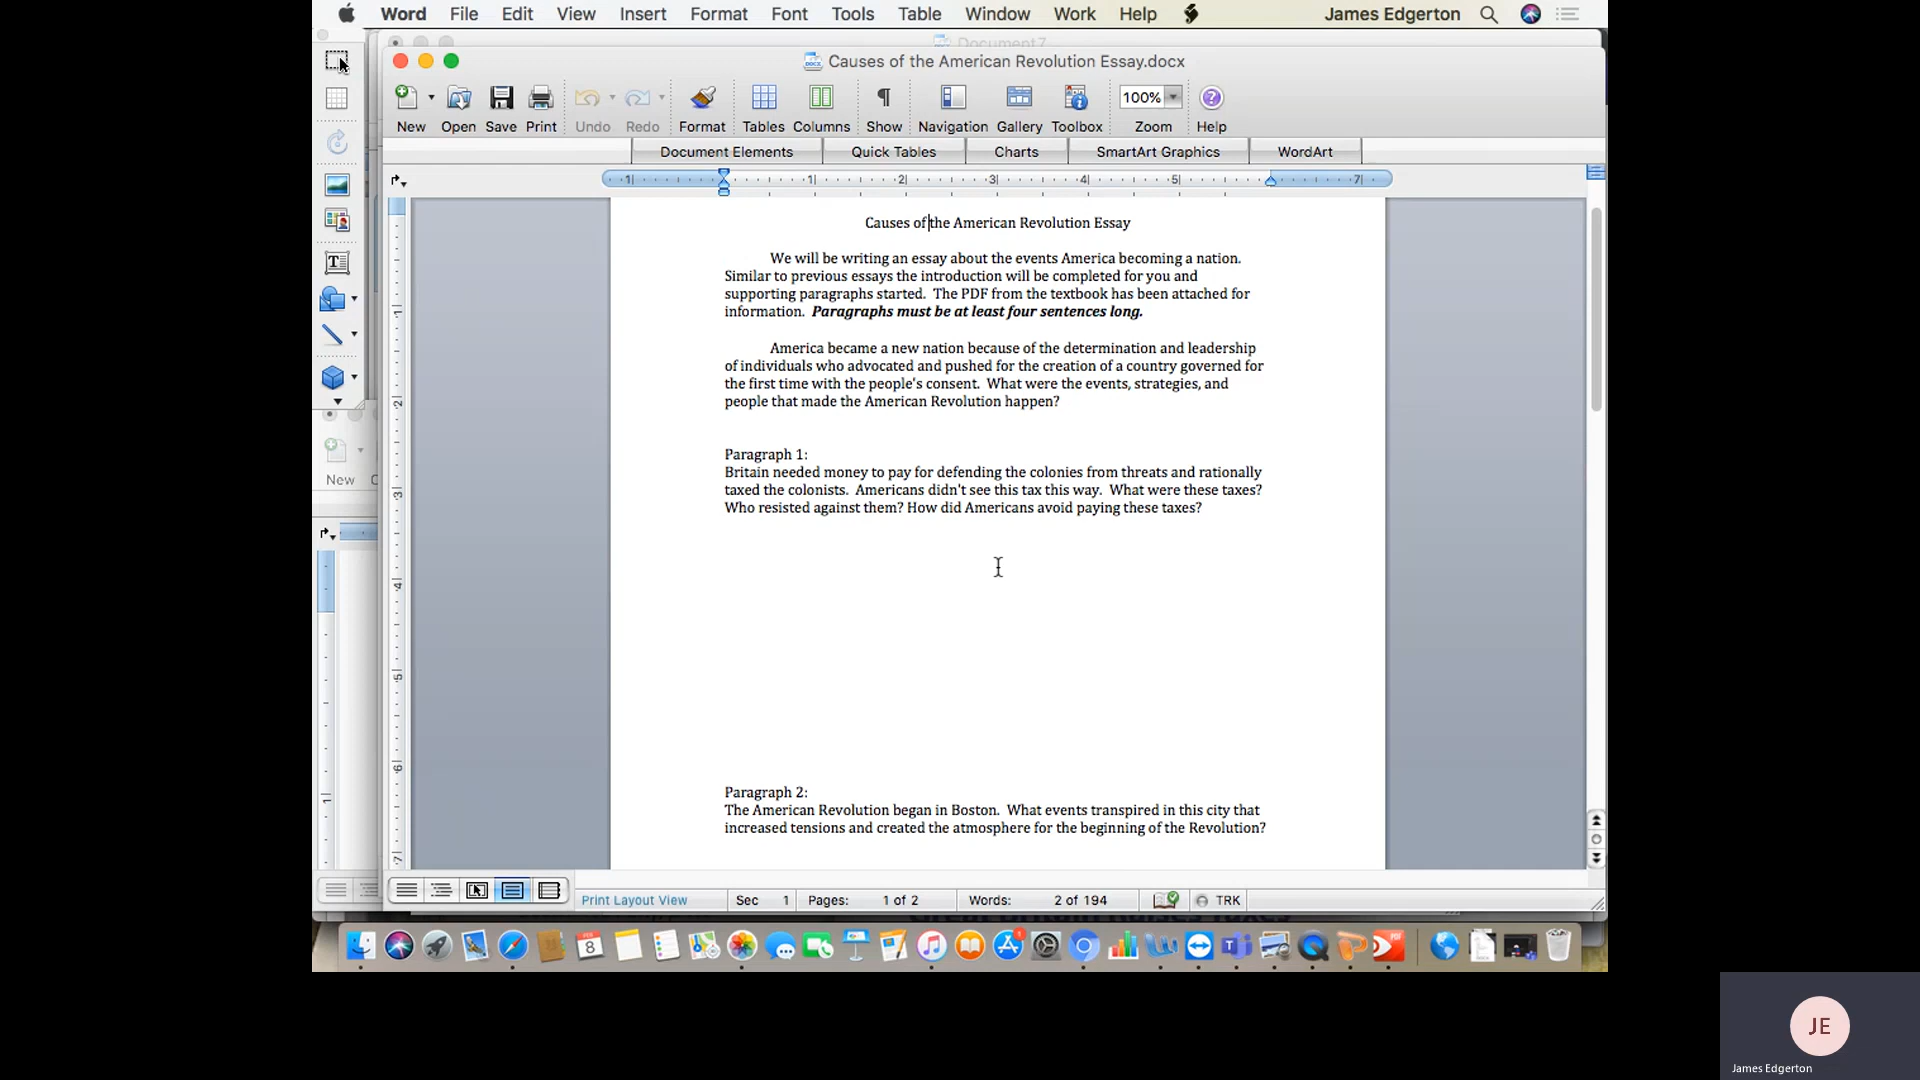 Word File Edit View Insert Format Font Tools Table Window Work Help James Edgerton
Document7
Causes of the American Revolution Essay.docx
100%
New Open Save Print Undo Redo Format Tables Columns Show Navigation Gallery Toolbox Zoom Help
Document Elements Quick Tables Charts SmartArt Graphics WordArt
1 1 2 3 4 5 7
Causes of the American Revolution Essay
We will be writing an essay about the events America becoming a nation.
Similar to previous essays the introduction will be completed for you and
supporting paragraphs started. The PDF from the textbook has been attached for
information. Paragraphs must be at least four sentences long.
America became a new nation because of the determination and leadership
of individuals who advocated and pushed for the creation of a country governed for
the first time with the people's consent. What were the events, strategies, and
people that made the American Revolution happen?
New
Paragraph 1:
Britain needed money to pay for defending the colonies from threats and rationally
taxed the colonists. Americans didn't see this tax this way. What were these taxes?
Who resisted against them? How did Americans avoid paying these taxes?
Paragraph 2:
The American Revolution began in Boston. What events transpired in this city that
increased tensions and created the atmosphere for the beginning of the Revolution?
Print Layout View Sec 1 Pages: 1 of 2 Words: 2 of 194 TRK
FEB
8
JE
James Edgerton